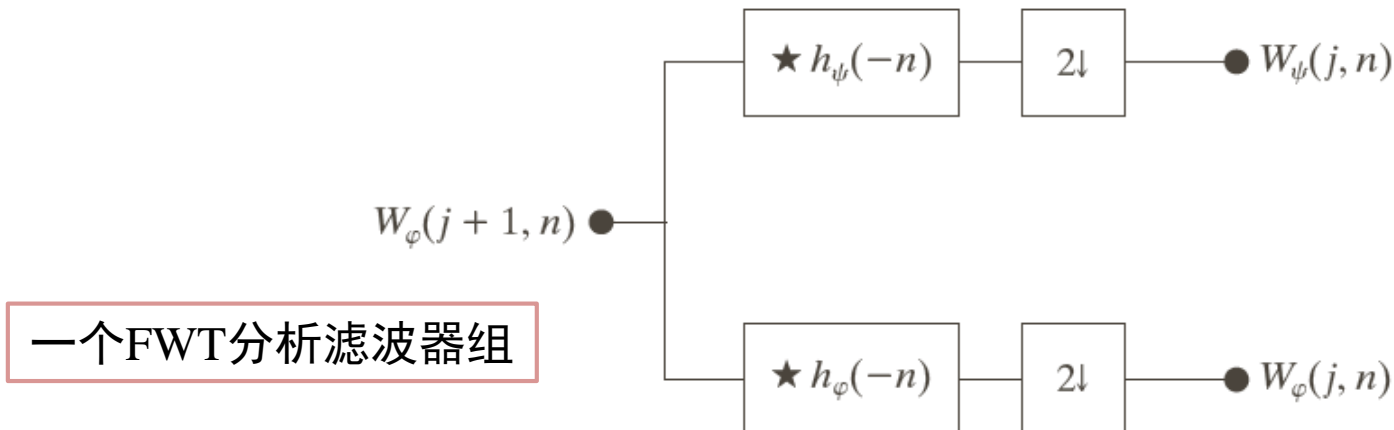 ★ h_ψ(−n)
2↓
W_ψ(j, n)
W_φ(j + 1, n)
一个FWT分析滤波器组
★ h_φ(−n)
2↓
W_φ(j, n)